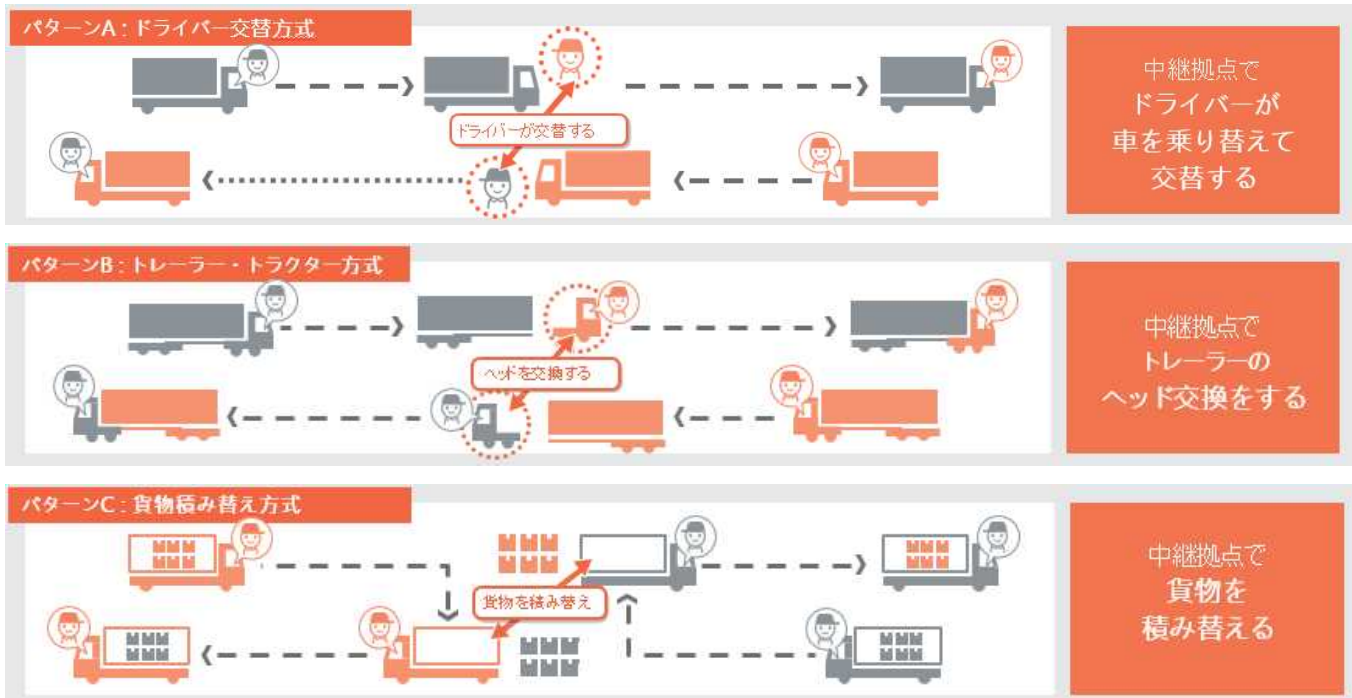 パターンA：ドライバー交替方式
ドライバーが交替する
中継拠点で
ドライバーが
車を乗り替えて
交替する
パターンB：トレーラー・トラクター方式
ヘッドを交換する
中継拠点で
トレーラーの
ヘッド交換をする
パターンC：貨物積み替え方式
貨物を積み替え
中継拠点で
貨物を
積み替える